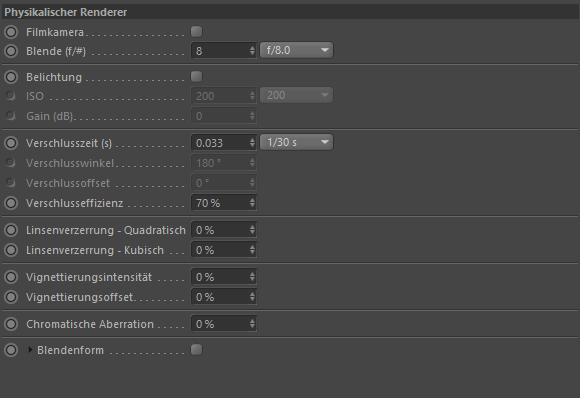 Physikalischer Renderer
Filmkamera
Blende (f/#) 8 f/8.0
Belichtung
ISO 200 200
Gain (dB) 0
Verschlusszeit (s) 0.033 1/30 s
Verschlusswinkel 180 °
Verschlussoffset 0 °
Verschlusseffizienz 70 %
Linsenverzerrung - Quadratisch 0 %
Linsenverzerrung - Kubisch 0 %
Vignettierungsintensität 0 %
Vignettierungsoffset 0 %
Chromatische Aberration 0 %
Blendenform